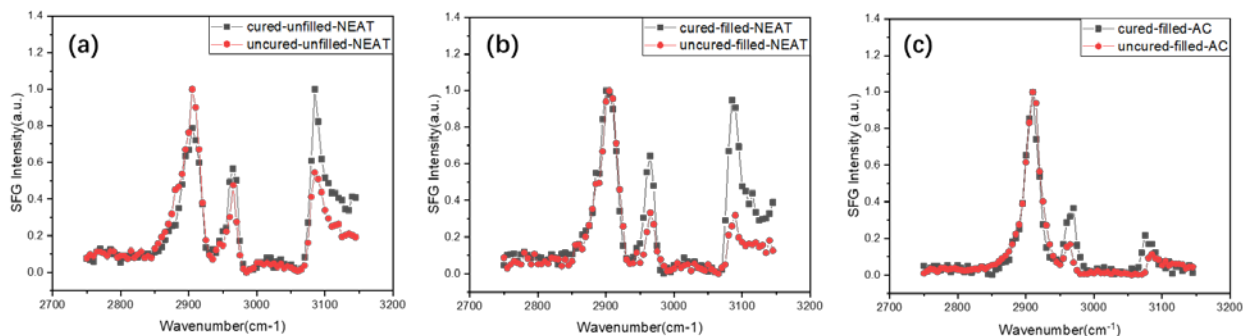 (a)
cured-unfilled-NEAT
uncured-unfilled-NEAT
SFG Intensity(a.u.)
1.4
1.2
1.0
0.8
0.6
0.4
0.2
0.0
2700
2800
2900
3000
3100
3200
Wavenumber(cm-1)
(b)
cured-filled-NEAT
uncured-filled-NEAT
SFG Intensity(a.u.)
1.4
1.2
1.0
0.8
0.6
0.4
0.2
0.0
2700
2800
2900
3000
3100
3200
Wavenumber(cm-1)
(c)
cured-filled-AC
uncured-filled-AC
SFG Intensity (a.u.)
1.4
1.2
1.0
0.8
0.6
0.4
0.2
0.0
2700
2800
2900
3000
3100
3200
Wavenumber(cm⁻¹)